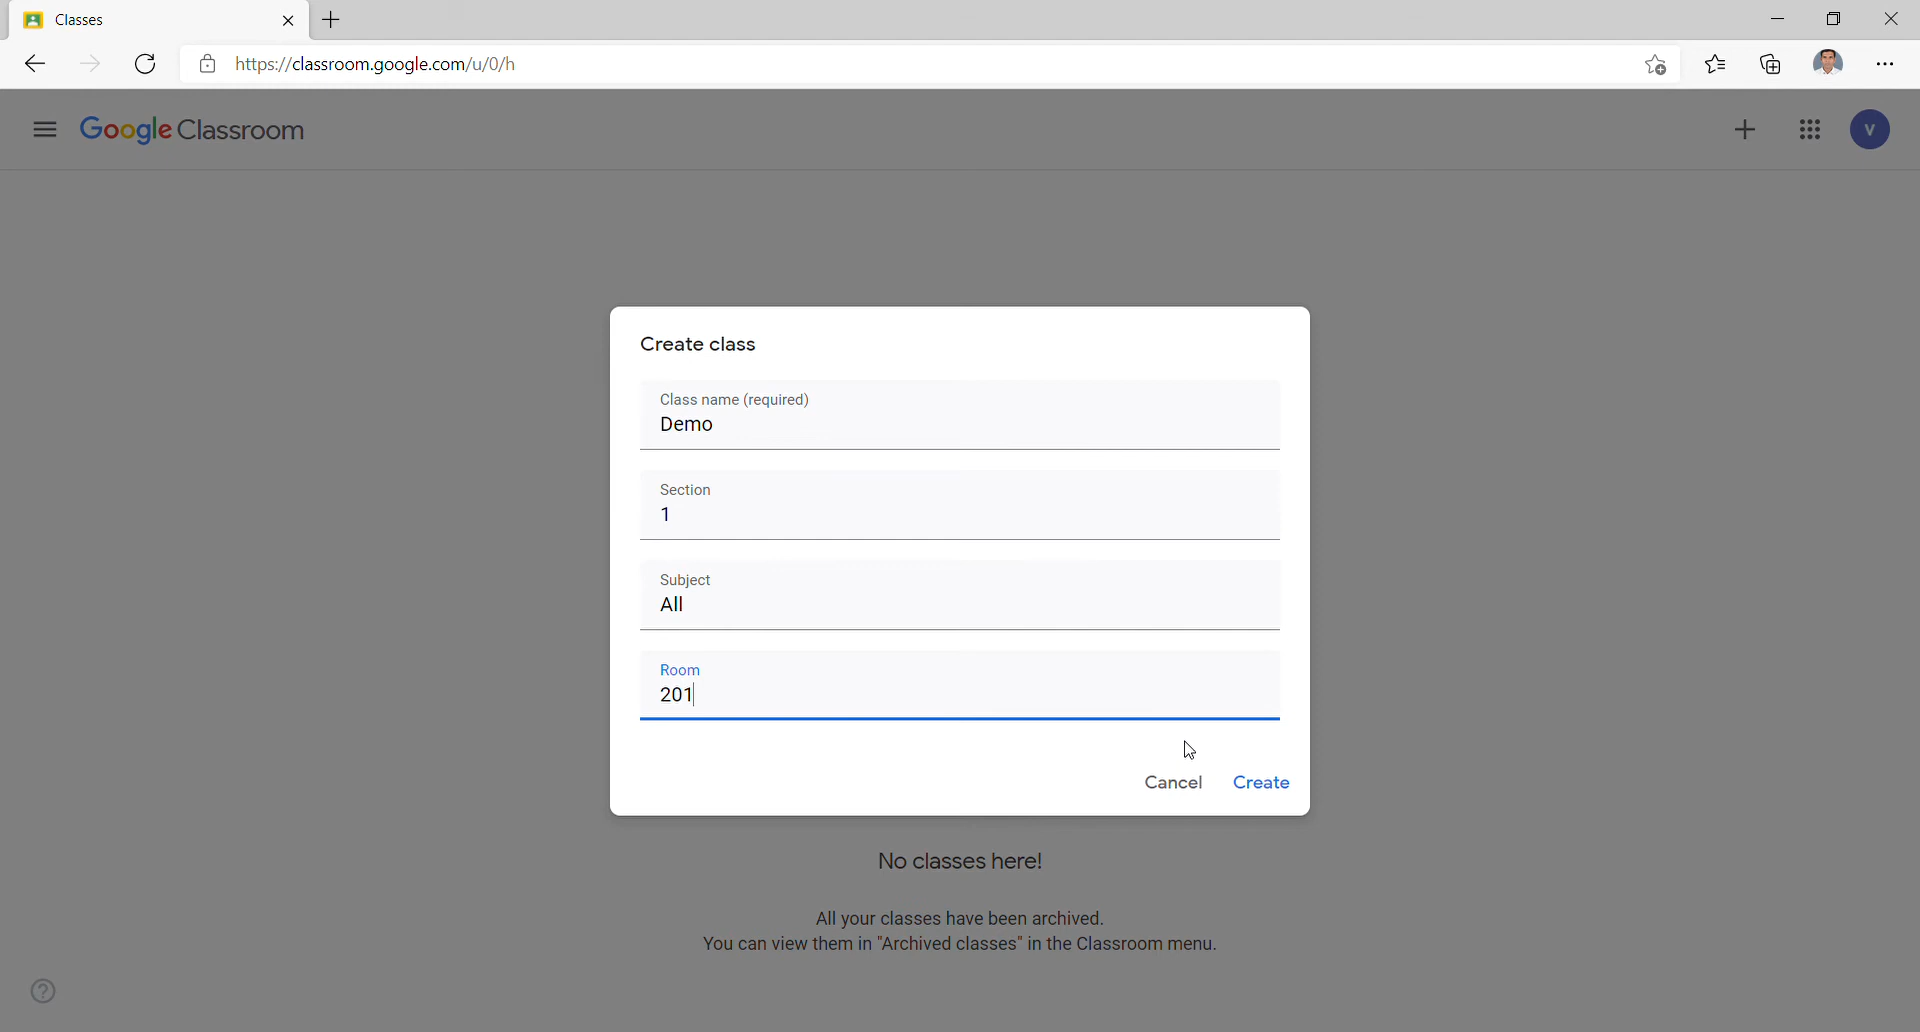 Classes
https://classroom.google.com/u/0/h
Google Classroom
V
Create class
Class name (required)
Demo
Section
1
Subject
All
Room
201
Cancel Create
No classes here!
All your classes have been archived.
You can view them in "Archived classes" in the Classroom menu.